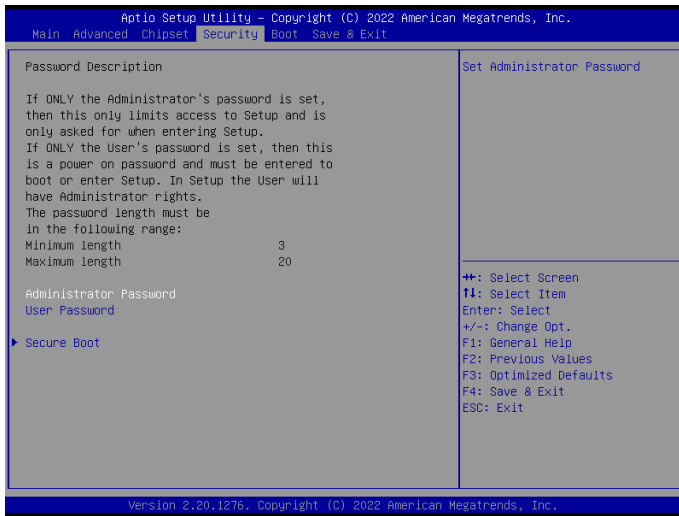 Aptio Setup Utility – Copyright (C) 2022 American Megatrends, Inc.
Main Advanced Chipset Security Boot Save & Exit
Password Description
If ONLY the Administrator's password is set,
then this only limits access to Setup and is
only asked for when entering Setup.
If ONLY the User's password is set, then this
is a power on password and must be entered to
boot or enter Setup. In Setup the User will
have Administrator rights.
The password length must be
in the following range:
Minimum length 3
Maximum length 20
Administrator Password
User Password
Secure Boot
Set Administrator Password
→←: Select Screen
↑↓: Select Item
Enter: Select
+/-: Change Opt.
F1: General Help
F2: Previous Values
F3: Optimized Defaults
F4: Save & Exit
ESC: Exit
Version 2.20.1276. Copyright (C) 2022 American Megatrends, Inc.